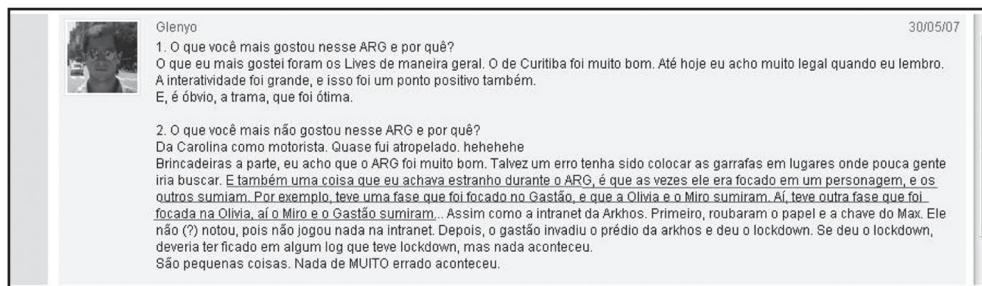 Glenyo 30/05/07
1. O que você mais gostou nesse ARG e por quê?
O que eu mais gostei foram os Lives de maneira geral. O de Curitiba foi muito bom. Até hoje eu acho muito legal quando eu lembro.
A interatividade foi grande, e isso foi um ponto positivo também.
E, é óbvio, a trama, que foi ótima.
2. O que você mais não gostou nesse ARG e por quê?
Da Carolina como motorista. Quase fui atropelado. hehehehe
Brincadeiras a parte, eu acho que o ARG foi muito bom. Talvez um erro tenha sido colocar as garrafas em lugares onde pouca gente
iria buscar. E também uma coisa que eu achava estranho durante o ARG, é que as vezes ele era focado em um personagem, e os
outros sumiam. Por exemplo, teve uma fase que foi focado no Gastão, e que a Olivia e o Miro sumiram. Aí, teve outra fase que foi
focada na Olivia, aí o Miro e o Gastão sumiram... Assim como a intranet da Arkhos. Primeiro, roubaram o papel e a chave do Max. Ele
não (?) notou, pois não jogou nada na intranet. Depois, o gastão invadiu o prédio da arkhos e deu o lockdown. Se deu o lockdown,
deveria ter ficado em algum log que teve lockdown, mas nada aconteceu.
São pequenas coisas. Nada de MUITO errado aconteceu.